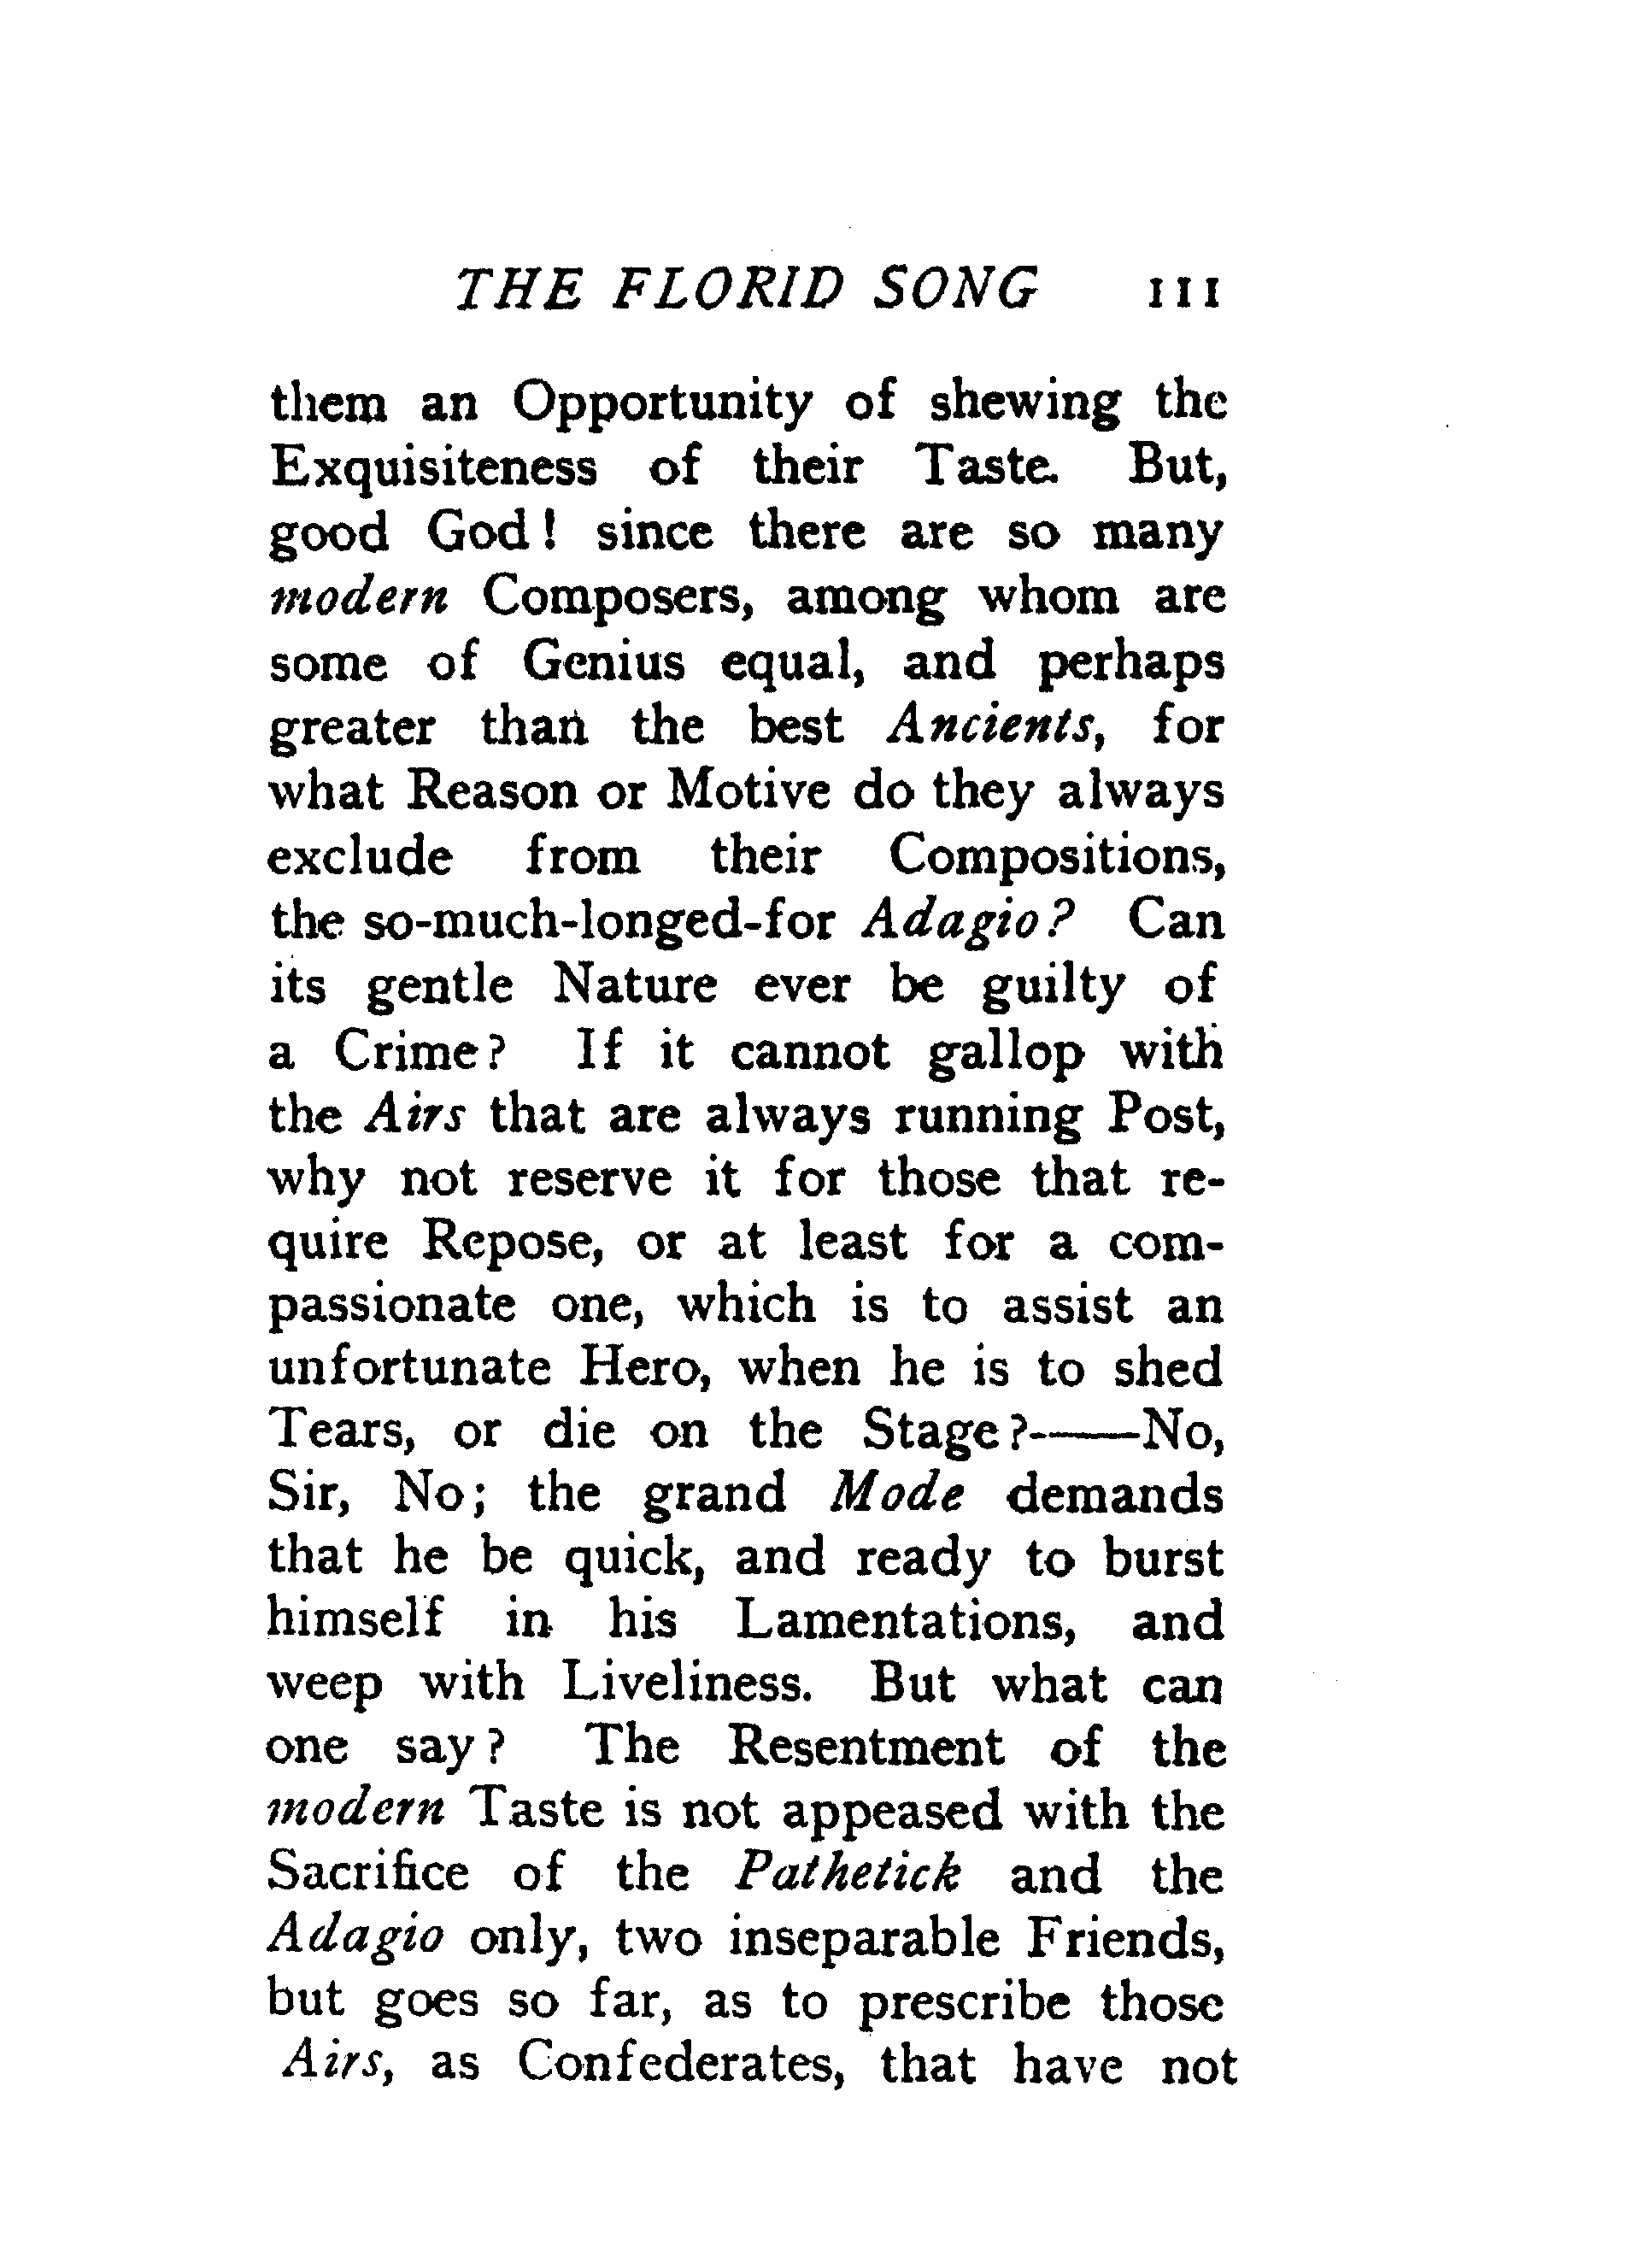 THE FLORID SONG 111
them an Opportunity of shewing the
Exquisiteness of their Taste. But,
good God! since there are so many
modern Composers, among whom are
some of Genius equal, and perhaps
greater than the best Ancients, for
what Reason or Motive do they always
exclude from their Compositions,
the so-much-longed-for Adagio? Can
its gentle Nature ever be guilty of
a Crime? If it cannot gallop with
the Airs that are always running Post,
why not reserve it for those that re-
quire Repose, or at least for a com-
passionate one, which is to assist an
unfortunate Hero, when he is to shed
Tears, or die on the Stage?-——No,
Sir, No; the grand Mode demands
that he be quick, and ready to burst
himself in his Lamentations, and
weep with Liveliness. But what can
one say? The Resentment of the
modern Taste is not appeased with the
Sacrifice of the Pathetick and the
Adagio only, two inseparable Friends,
but goes so far, as to prescribe those
Airs, as Confederates, that have not